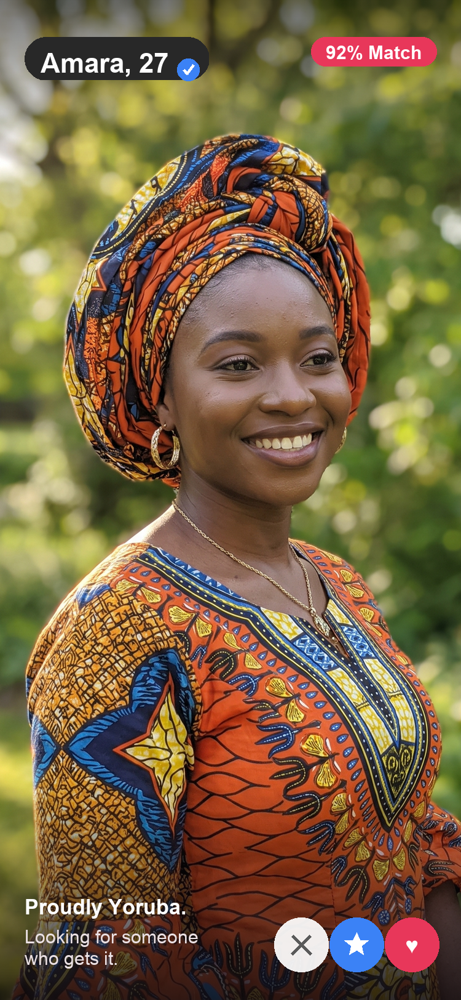 Amara, 27
92% Match
Proudly Yoruba.
Looking for someone
who gets it.